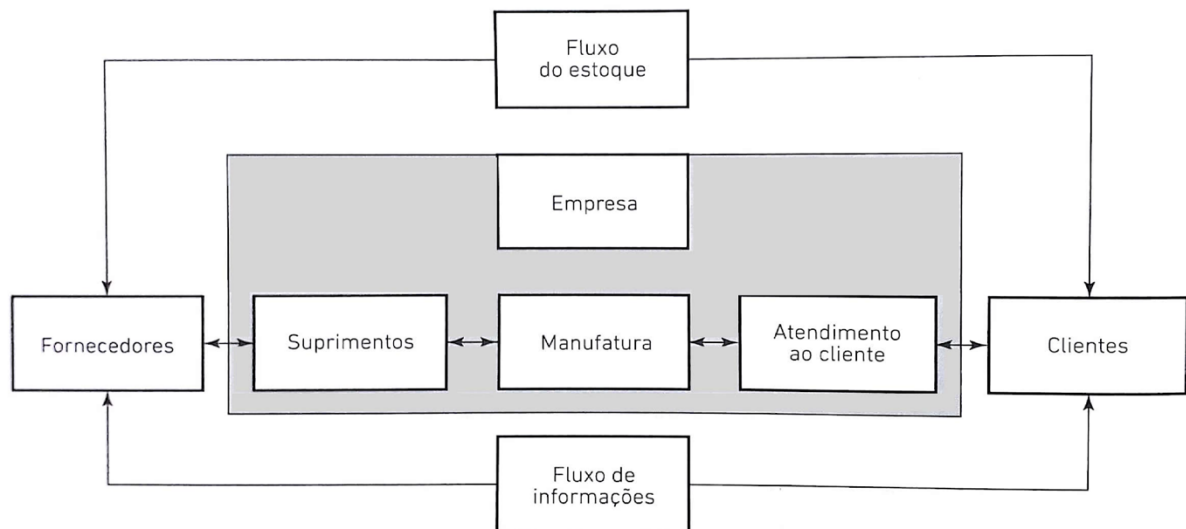 Fluxo
do estoque
Empresa
Fornecedores
Suprimentos
Manufatura
Atendimento
ao cliente
Clientes
Fluxo de
informações